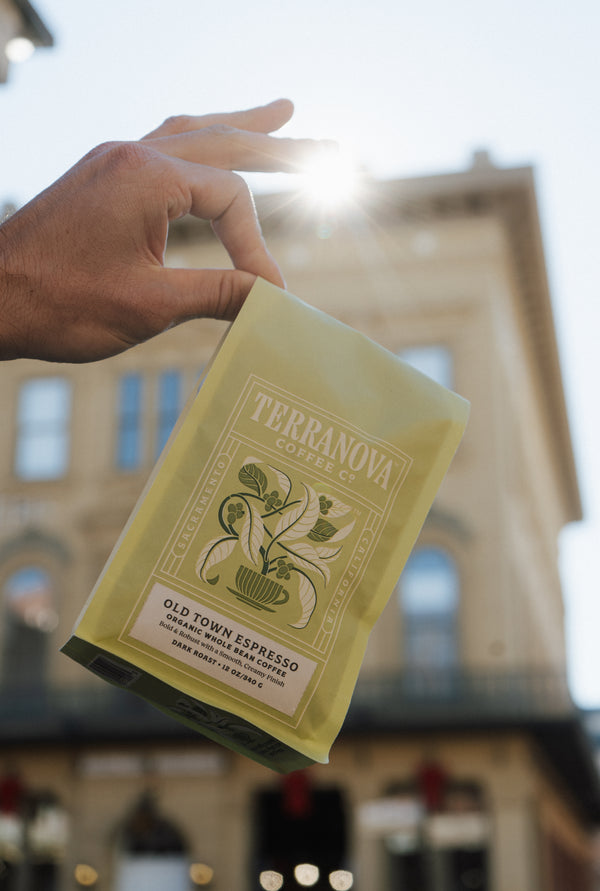 TERRANOVA
COFFEE Cº
SACRAMENTO
CALIFORNIA
OLD TOWN ESPRESSO
ORGANIC WHOLE BEAN COFFEE
Bold & Robust with a Smooth, Creamy Finish
DARK ROAST • 12 OZ/340 G